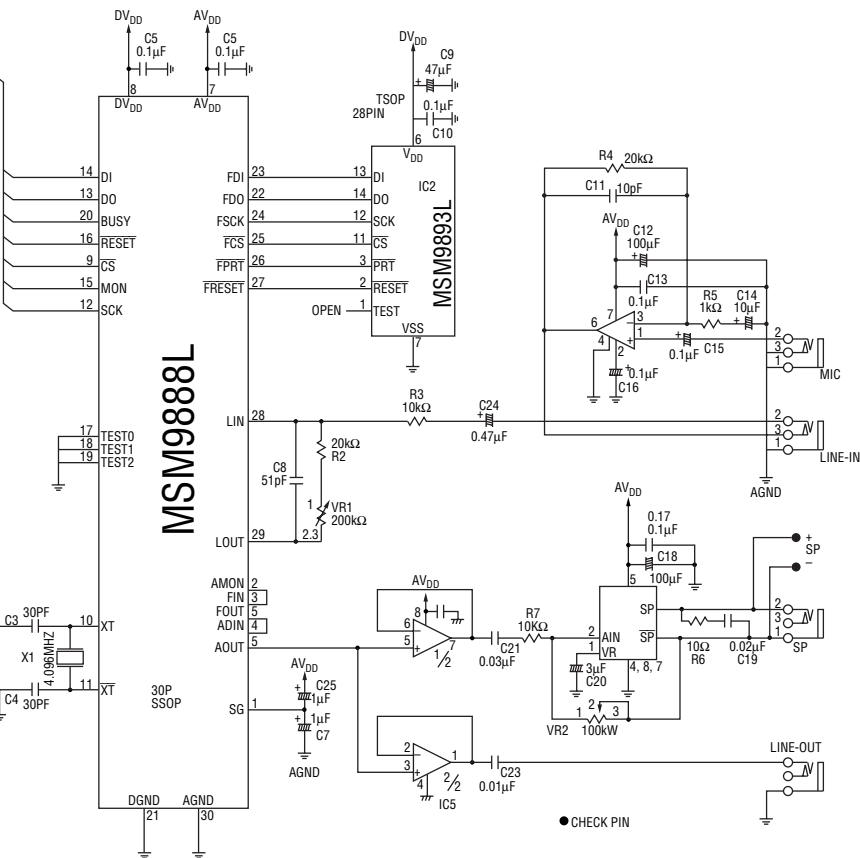 DVDD
AVDD
C5
0.1µF
C5
0.1µF
8
7
DVDD
AVDD
DVDD
C9
47µF
+
TSOP
28PIN
0.1µF
C10
6
VDD
IC2
MSM9893L
14 DI
13 DO
20 BUSY
16 RESET
9 CS
15 MON
12 SCK
FDI 23
FDO 22
FSCK 24
FCS 25
FPRT 26
FRESET 27
13 DI
14 DO
12 SCK
11 CS
3 PRT
2 RESET
OPEN 1 TEST
VSS
7
MSM9888L
17 TEST0
18 TEST1
19 TEST2
LIN 28
R3
10kΩ
C24
+
0.47µF
20kΩ
R2
C8
51pF
1
VR1
200kΩ
2.3
LOUT 29
R4 20kΩ
C11 10pF
AVDD
C12
100µF
+
C13
0.1µF
R5
1kΩ
C14
10µF
+
7
6
− 3
+ 1
4
2
+
C15
0.1µF
+
0.1µF
C16
2
3
1
MIC
2
3
1
LINE-IN
AGND
AMON 2
FIN 3
FOUT 5
ADIN 4
AOUT 5
C3 30PF
10 XT
X1
4.096MHZ
11 XT
C4 30PF
30P
SSOP
SG 1
AVDD
+
C25
1µF
+
1µF
C7
AGND
DGND
21
AGND
30
AVDD
8
6 −
5 +
7
1/2
C21
0.03µF
R7
10KΩ
2 −
3 +
1
4
2/2
IC5
C23
0.01µF
AVDD
0.17
0.1µF
C18
100µF
5
2 AIN
1 VR
SP
SP
4, 8, 7
3µF
C20
1 2 3
VR2 100kW
10Ω
R6
0.02µF
C19
+
SP
−
2
3
1
SP
LINE-OUT
CHECK PIN